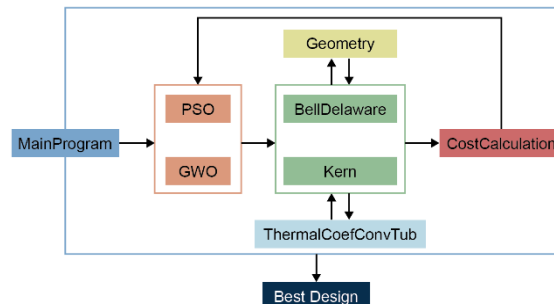 Geometry
PSO
BellDelaware
MainProgram
CostCalculation
GWO
Kern
ThermalCoefConvTub
Best Design